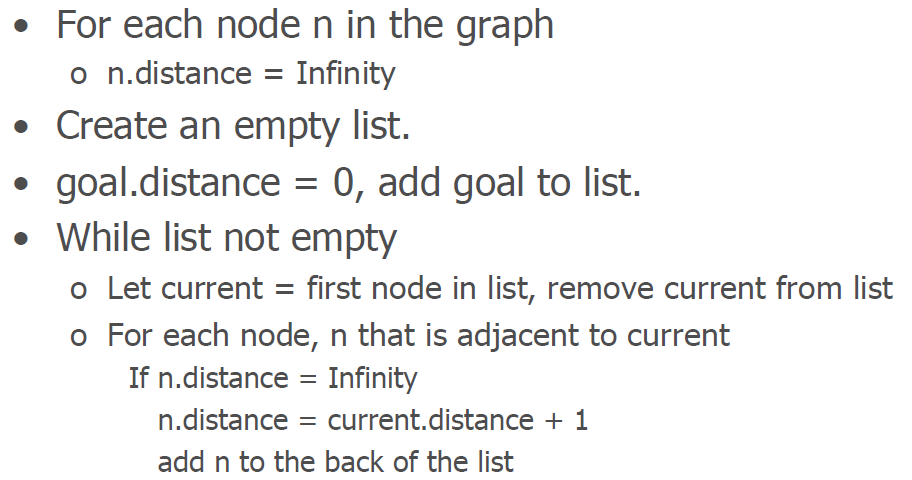 • For each node n in the graph
o n.distance = Infinity
• Create an empty list.
• goal.distance = 0, add goal to list.
• While list not empty
o Let current = first node in list, remove current from list
o For each node, n that is adjacent to current
If n.distance = Infinity
n.distance = current.distance + 1
add n to the back of the list